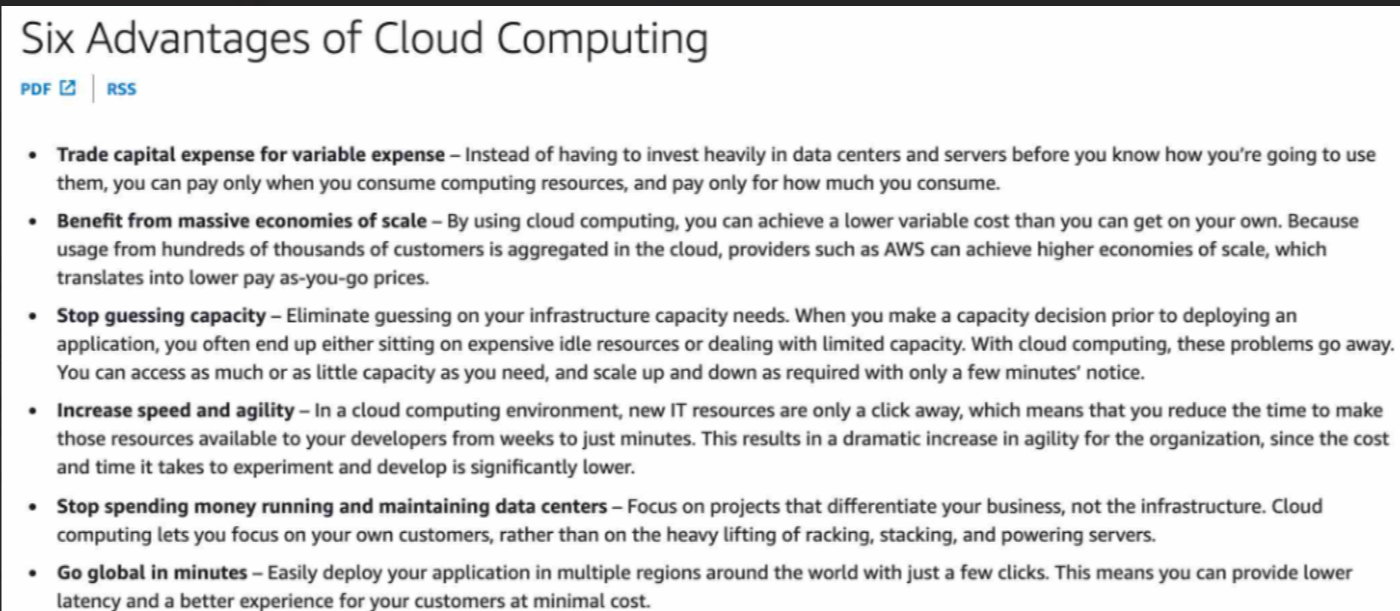 Six Advantages of Cloud Computing
PDF | RSS
• Trade capital expense for variable expense – Instead of having to invest heavily in data centers and servers before you know how you're going to use
them, you can pay only when you consume computing resources, and pay only for how much you consume.
• Benefit from massive economies of scale – By using cloud computing, you can achieve a lower variable cost than you can get on your own. Because
usage from hundreds of thousands of customers is aggregated in the cloud, providers such as AWS can achieve higher economies of scale, which
translates into lower pay as-you-go prices.
• Stop guessing capacity – Eliminate guessing on your infrastructure capacity needs. When you make a capacity decision prior to deploying an
application, you often end up either sitting on expensive idle resources or dealing with limited capacity. With cloud computing, these problems go away.
You can access as much or as little capacity as you need, and scale up and down as required with only a few minutes' notice.
• Increase speed and agility – In a cloud computing environment, new IT resources are only a click away, which means that you reduce the time to make
those resources available to your developers from weeks to just minutes. This results in a dramatic increase in agility for the organization, since the cost
and time it takes to experiment and develop is significantly lower.
• Stop spending money running and maintaining data centers – Focus on projects that differentiate your business, not the infrastructure. Cloud
computing lets you focus on your own customers, rather than on the heavy lifting of racking, stacking, and powering servers.
• Go global in minutes – Easily deploy your application in multiple regions around the world with just a few clicks. This means you can provide lower
latency and a better experience for your customers at minimal cost.